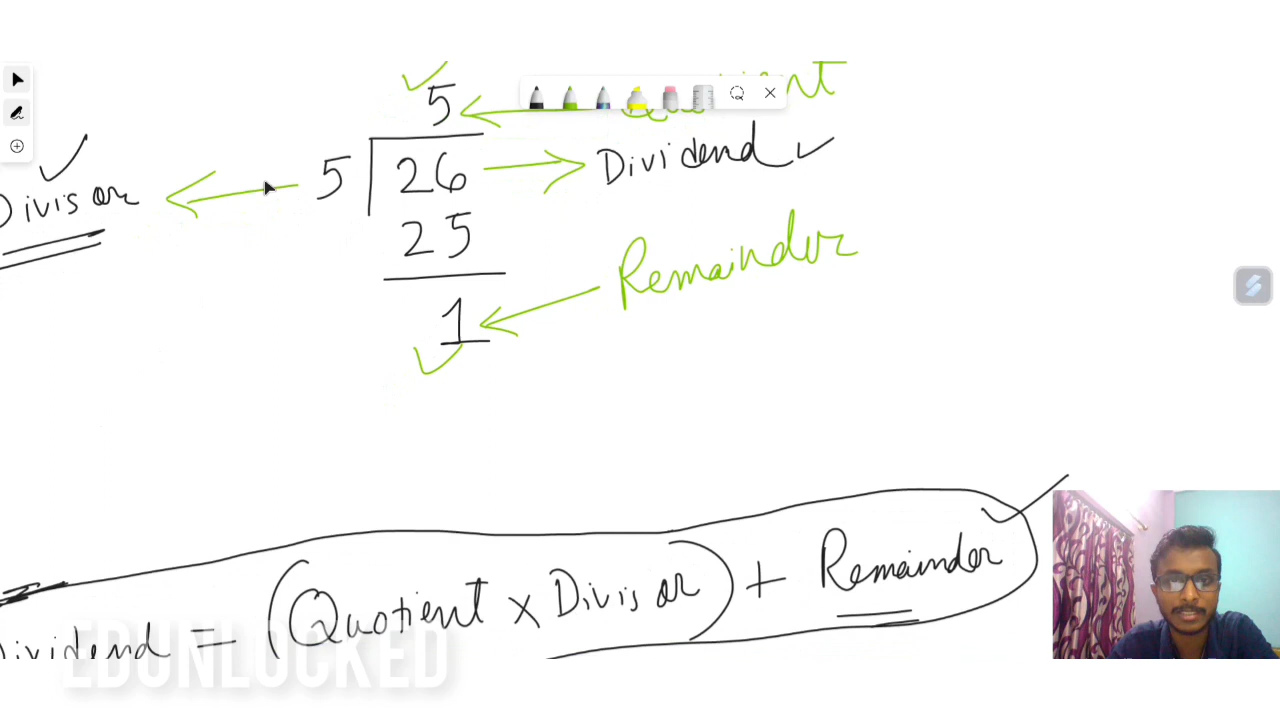 5
5 26 Dividend
Divisor
25
Remainder
1
Dividend = (Quotient × Divisor) + Remainder
EDUNLOCKED